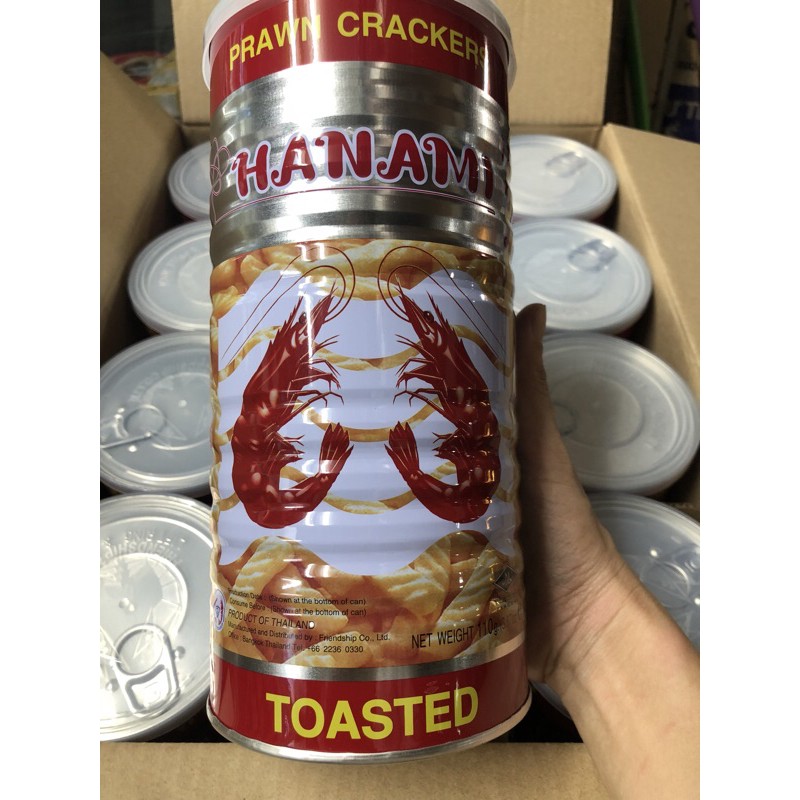 PRAWN CRACKERS
HANAMI
Production Date : (Shown at the bottom of can)
Consume Before : (Shown at the bottom of can)
PRODUCT OF THAILAND
Manufactured and Distributed by : Friendship Co., Ltd.
Office : Bangkok Thailand Tel. +66 2236 0330
NET WEIGHT 110g
TOASTED